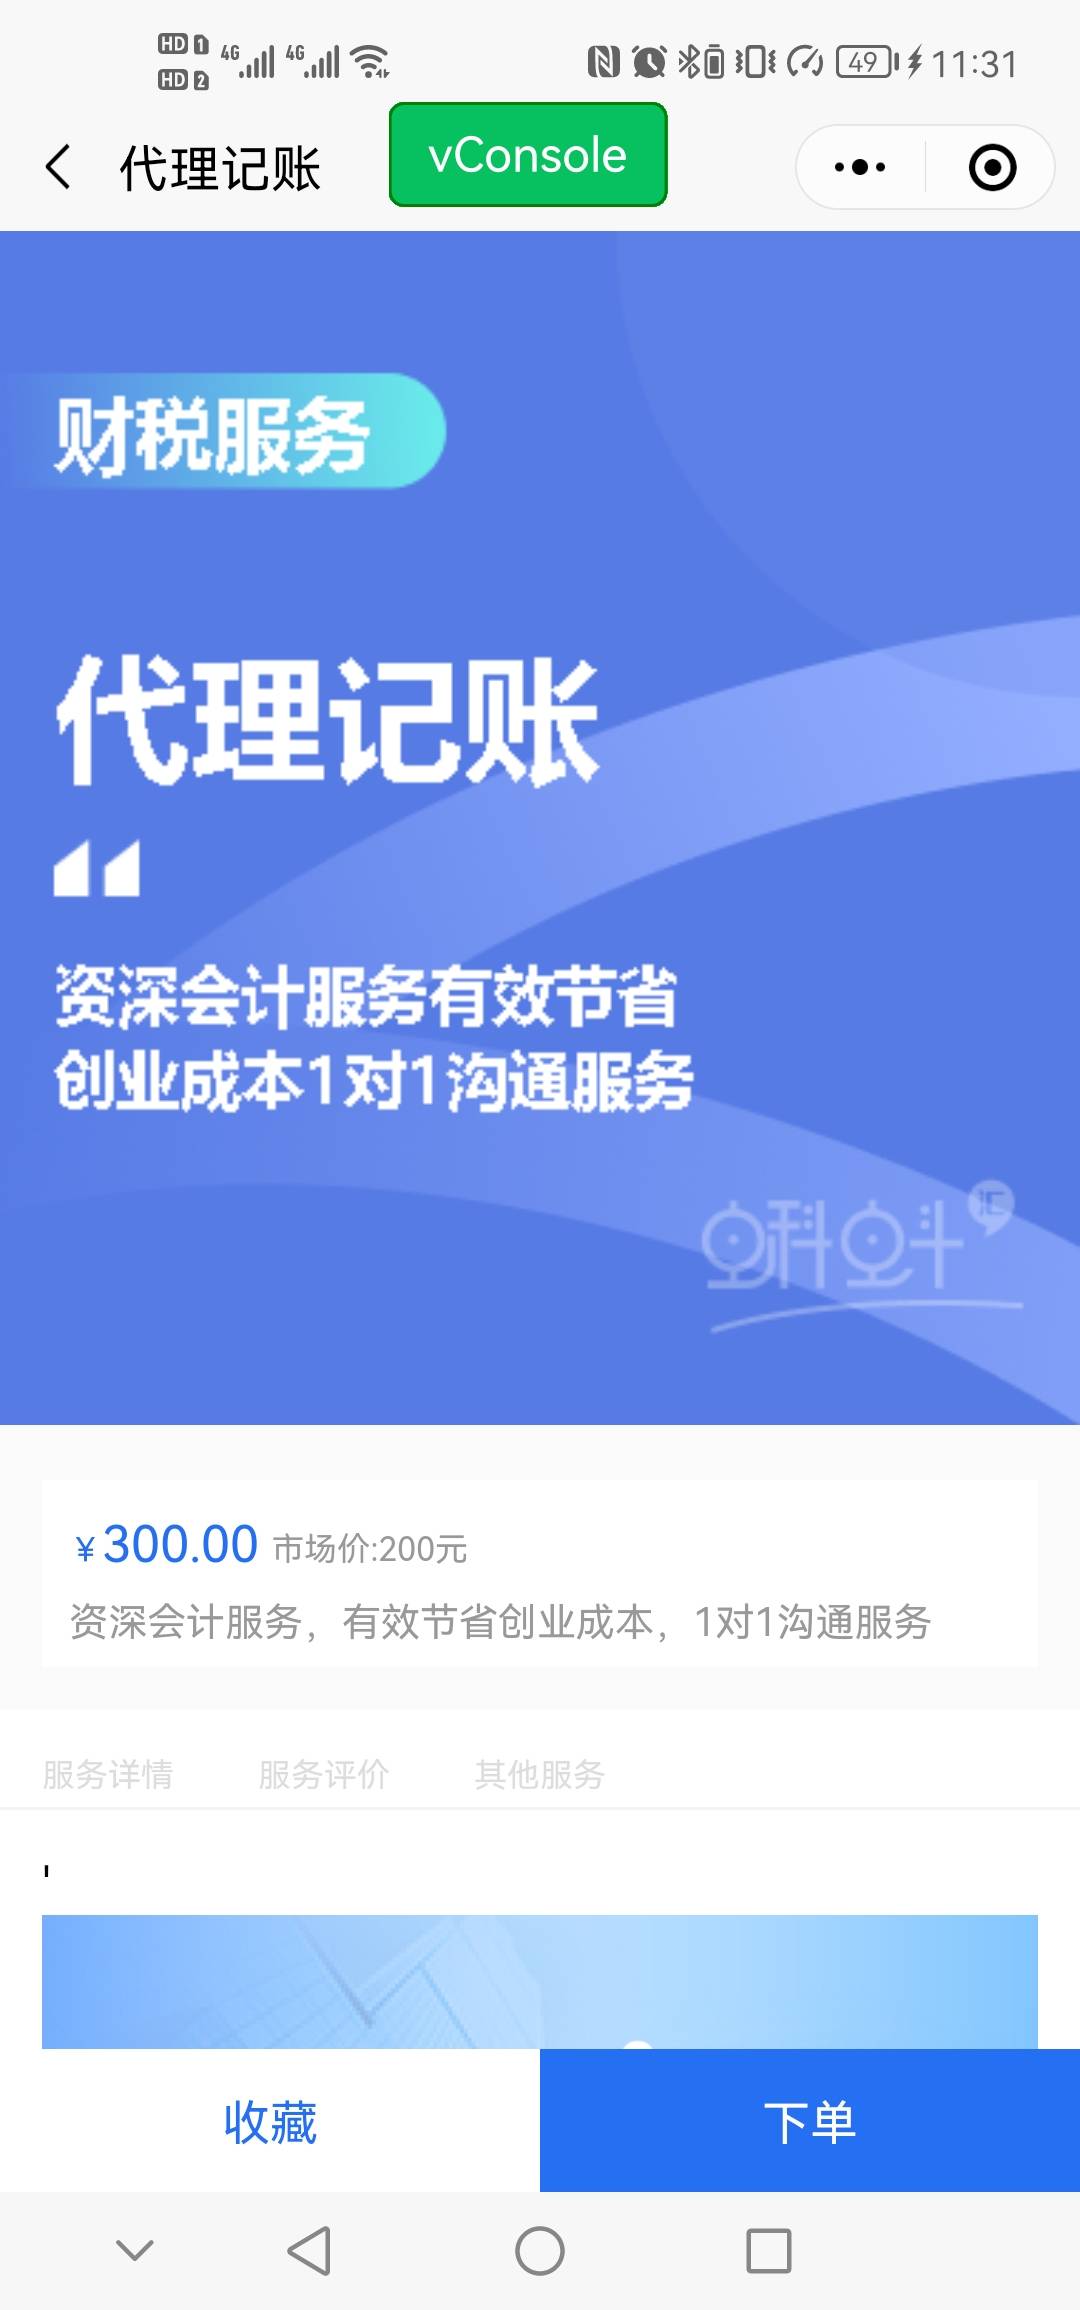 HD 1 4G 4G
HD 2
49 11:31
代理记账
vConsole
财税服务
代理记账
资深会计服务有效节省
创业成本1对1沟通服务
汇
¥300.00 市场价:200元
资深会计服务，有效节省创业成本，1对1沟通服务
服务详情 服务评价 其他服务
'
收藏 下单